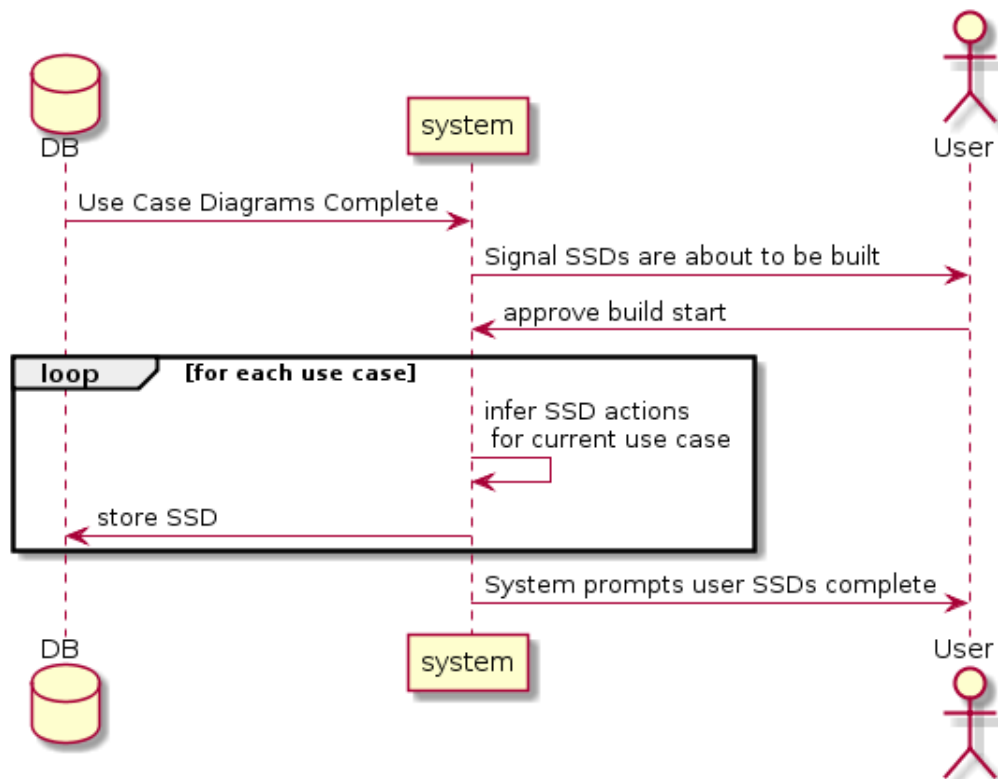 DB
system
User
Use Case Diagrams Complete
Signal SSDs are about to be built
approve build start
loop [for each use case]
infer SSD actions
for current use case
store SSD
System prompts user SSDs complete
DB
system
User